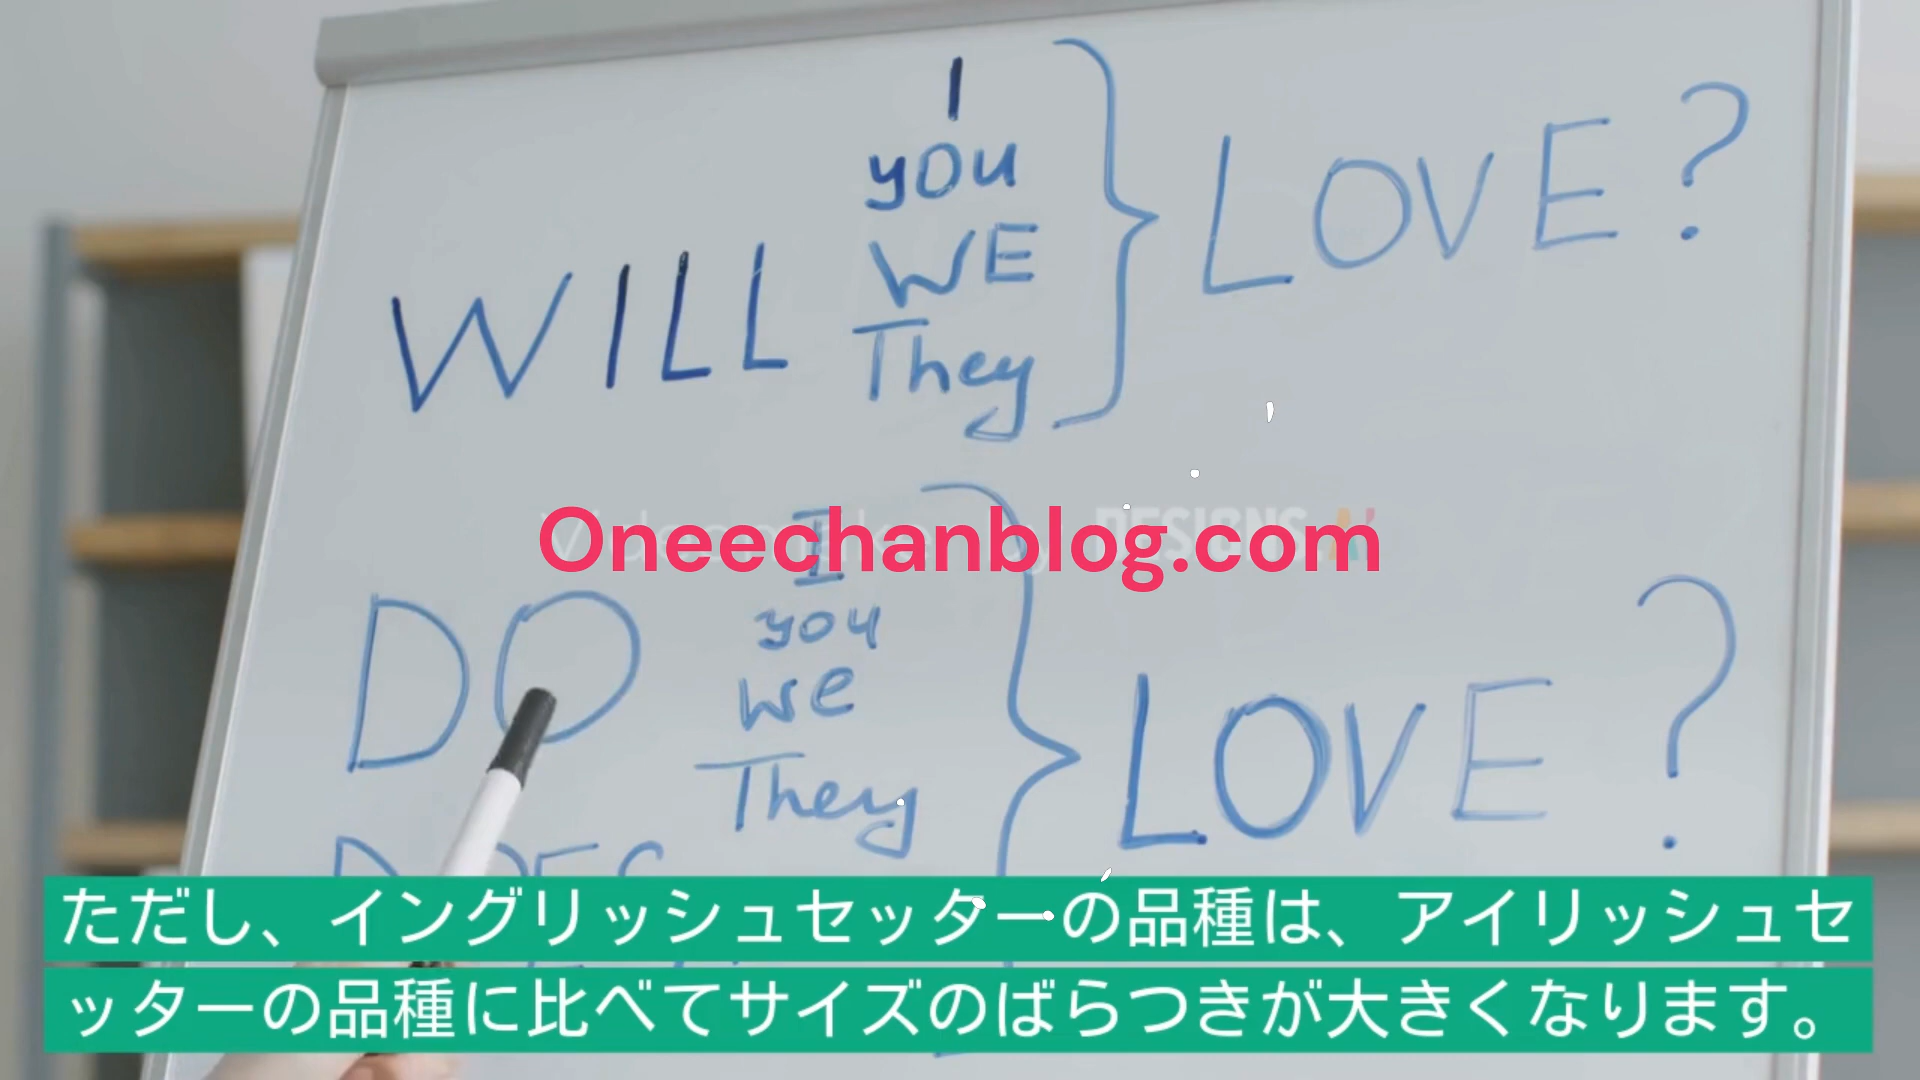 I
you
WE
They
WILL
LOVE?
Oneechanblog.com
DESIGNS
I
you
we
They
DO
LOVE?
DOES
ただし、イングリッシュセッターの品種は、アイリッシュセ
ッターの品種に比べてサイズのばらつきが大きくなります。